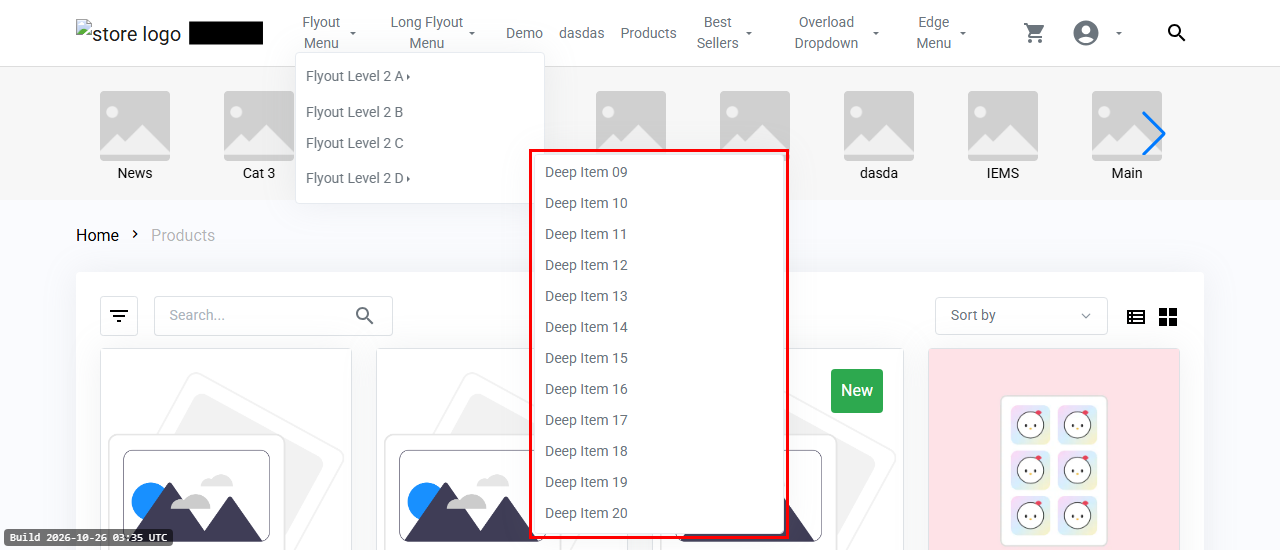 store logo
Flyout Menu
Long Flyout Menu
Demo
dasdas
Products
Best Sellers
Overload Dropdown
Edge Menu
Flyout Level 2 A
Flyout Level 2 B
Flyout Level 2 C
Flyout Level 2 D
News
Cat 3
dasda
IEMS
Main
Deep Item 09
Deep Item 10
Deep Item 11
Deep Item 12
Deep Item 13
Deep Item 14
Deep Item 15
Deep Item 16
Deep Item 17
Deep Item 18
Deep Item 19
Deep Item 20
Home
Products
Search...
Sort by
New
Build 2026-10-26 03:35 UTC